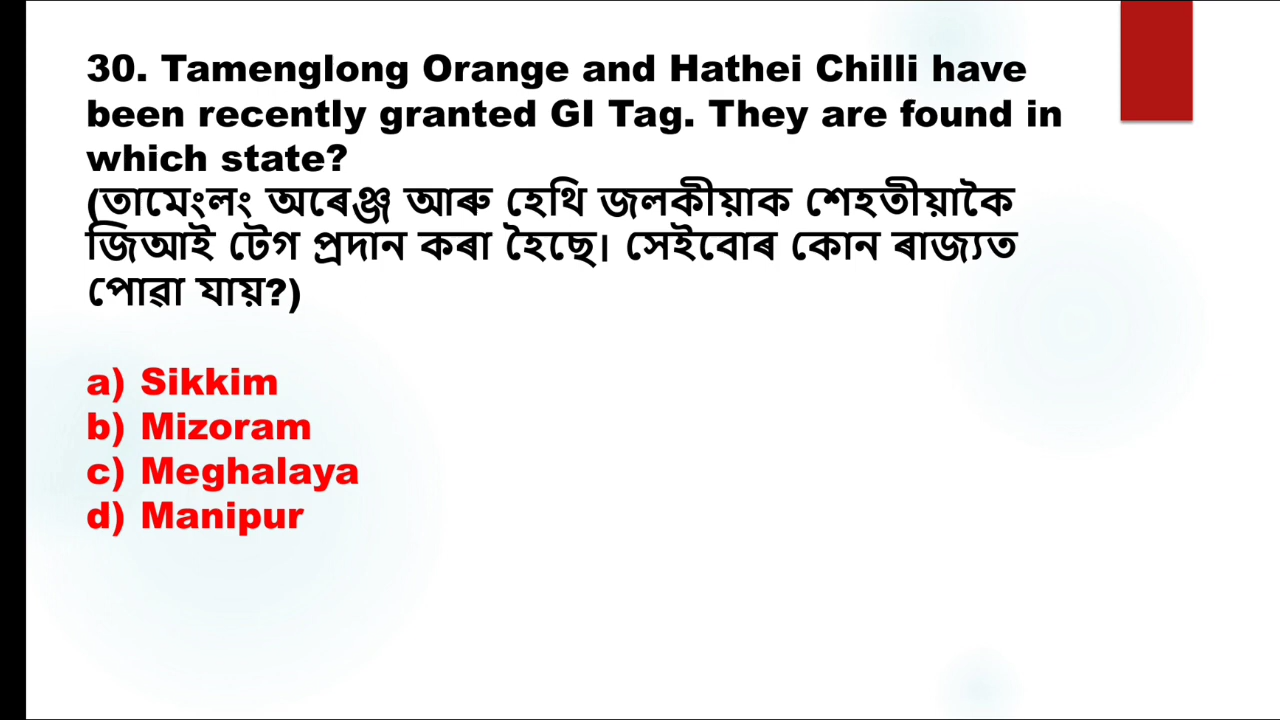 30. Tamenglong Orange and Hathei Chilli have
been recently granted GI Tag. They are found in
which state?
(তামেংলং অৰেঞ্জ আৰু হেথি জলকীয়াক শেহতীয়াকৈ
জিআই টেগ প্ৰদান কৰা হৈছে। সেইবোৰ কোন ৰাজ্যত
পোৱা যায়?)
a) Sikkim
b) Mizoram
c) Meghalaya
d) Manipur